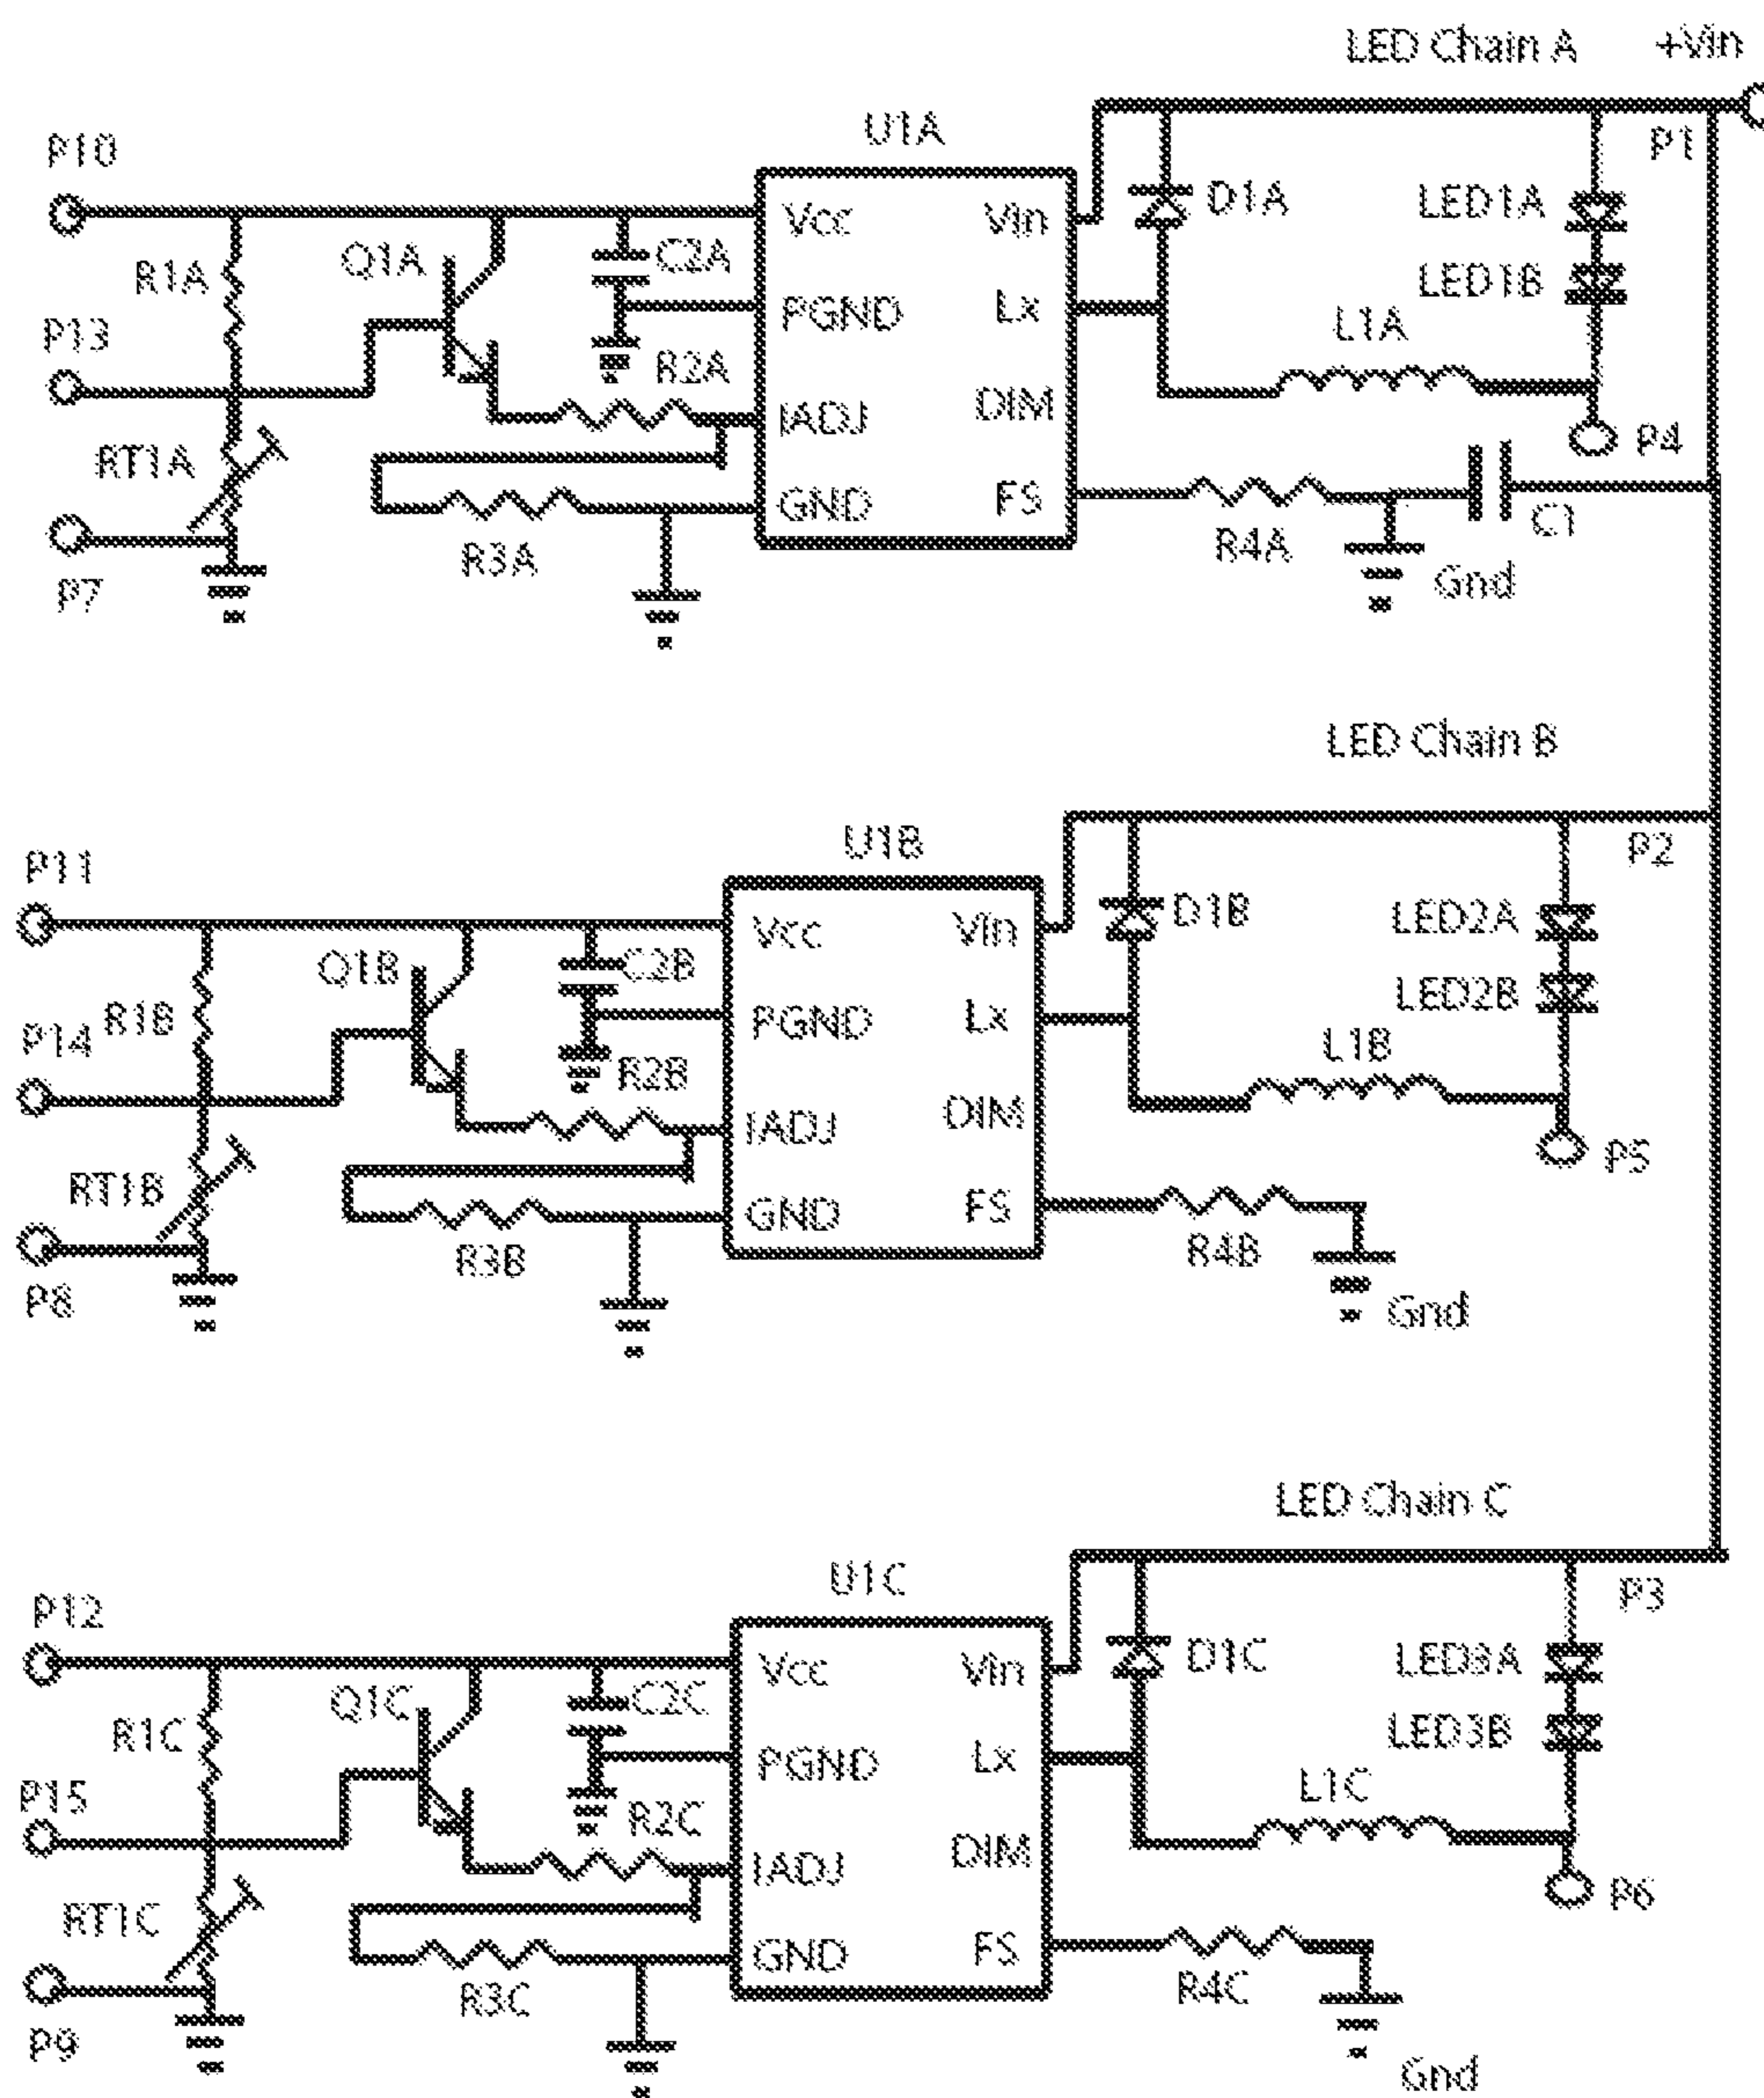 LED Chain A
+Vin
P1
U1A
P10
Vcc
Vin
D1A
LED1A
Q1A
C2A
R1A
LED1B
PGND
Lx
L1A
P13
R2A
IADJ
DIM
P4
RT1A
GND
FS
C1
R3A
R4A
Gnd
P7
LED Chain B
P2
U1B
P11
Vcc
Vin
D1B
LED2A
Q1B
C2B
LED2B
R1B
PGND
Lx
P14
L1B
R2B
IADJ
DIM
P5
RT1B
GND
FS
R3B
R4B
P8
Gnd
LED Chain C
U1C
P3
P12
Vcc
Vin
D1C
LED3A
Q1C
C2C
R1C
LED3B
PGND
Lx
P15
L1C
R2C
IADJ
DIM
P6
RT1C
GND
FS
R3C
R4C
P9
Gnd